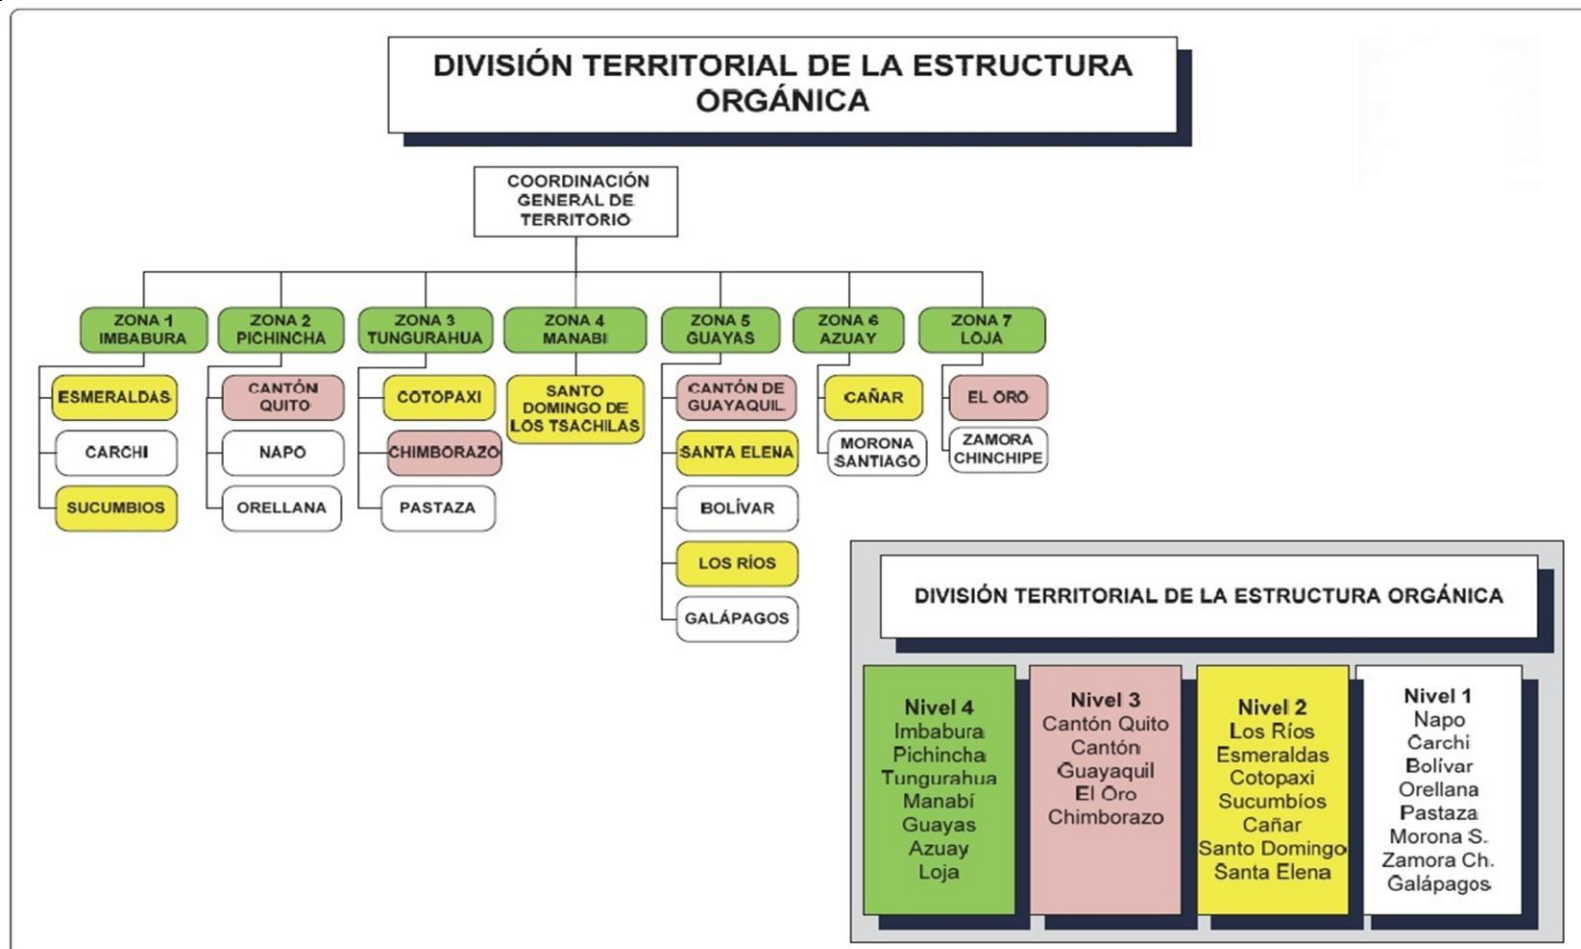 DIVISIÓN TERRITORIAL DE LA ESTRUCTURA
ORGÁNICA
COORDINACIÓN
GENERAL DE
TERRITORIO
ZONA 1
IMBABURA
ESMERALDAS
CARCHI
SUCUMBIOS
ZONA 2
PICHINCHA
CANTÓN
QUITO
NAPO
ORELLANA
ZONA 3
TUNGURAHUA
COTOPAXI
CHIMBORAZO
PASTAZA
ZONA 4
MANABI
SANTO
DOMINGO DE
LOS TSACHILAS
ZONA 5
GUAYAS
CANTÓN DE
GUAYAQUIL
SANTA ELENA
BOLÍVAR
LOS RÍOS
GALÁPAGOS
ZONA 6
AZUAY
CAÑAR
MORONA
SANTIAGO
ZONA 7
LOJA
EL ORO
ZAMORA
CHINCHIPE
DIVISIÓN TERRITORIAL DE LA ESTRUCTURA ORGÁNICA
Nivel 4
Imbabura
Pichincha
Tungurahua
Manabí
Guayas
Azuay
Loja
Nivel 3
Cantón Quito
Cantón
Guayaquil
El Oro
Chimborazo
Nivel 2
Los Ríos
Esmeraldas
Cotopaxi
Sucumbíos
Cañar
Santo Domingo
Santa Elena
Nivel 1
Napo
Carchi
Bolívar
Orellana
Pastaza
Morona S.
Zamora Ch.
Galápagos